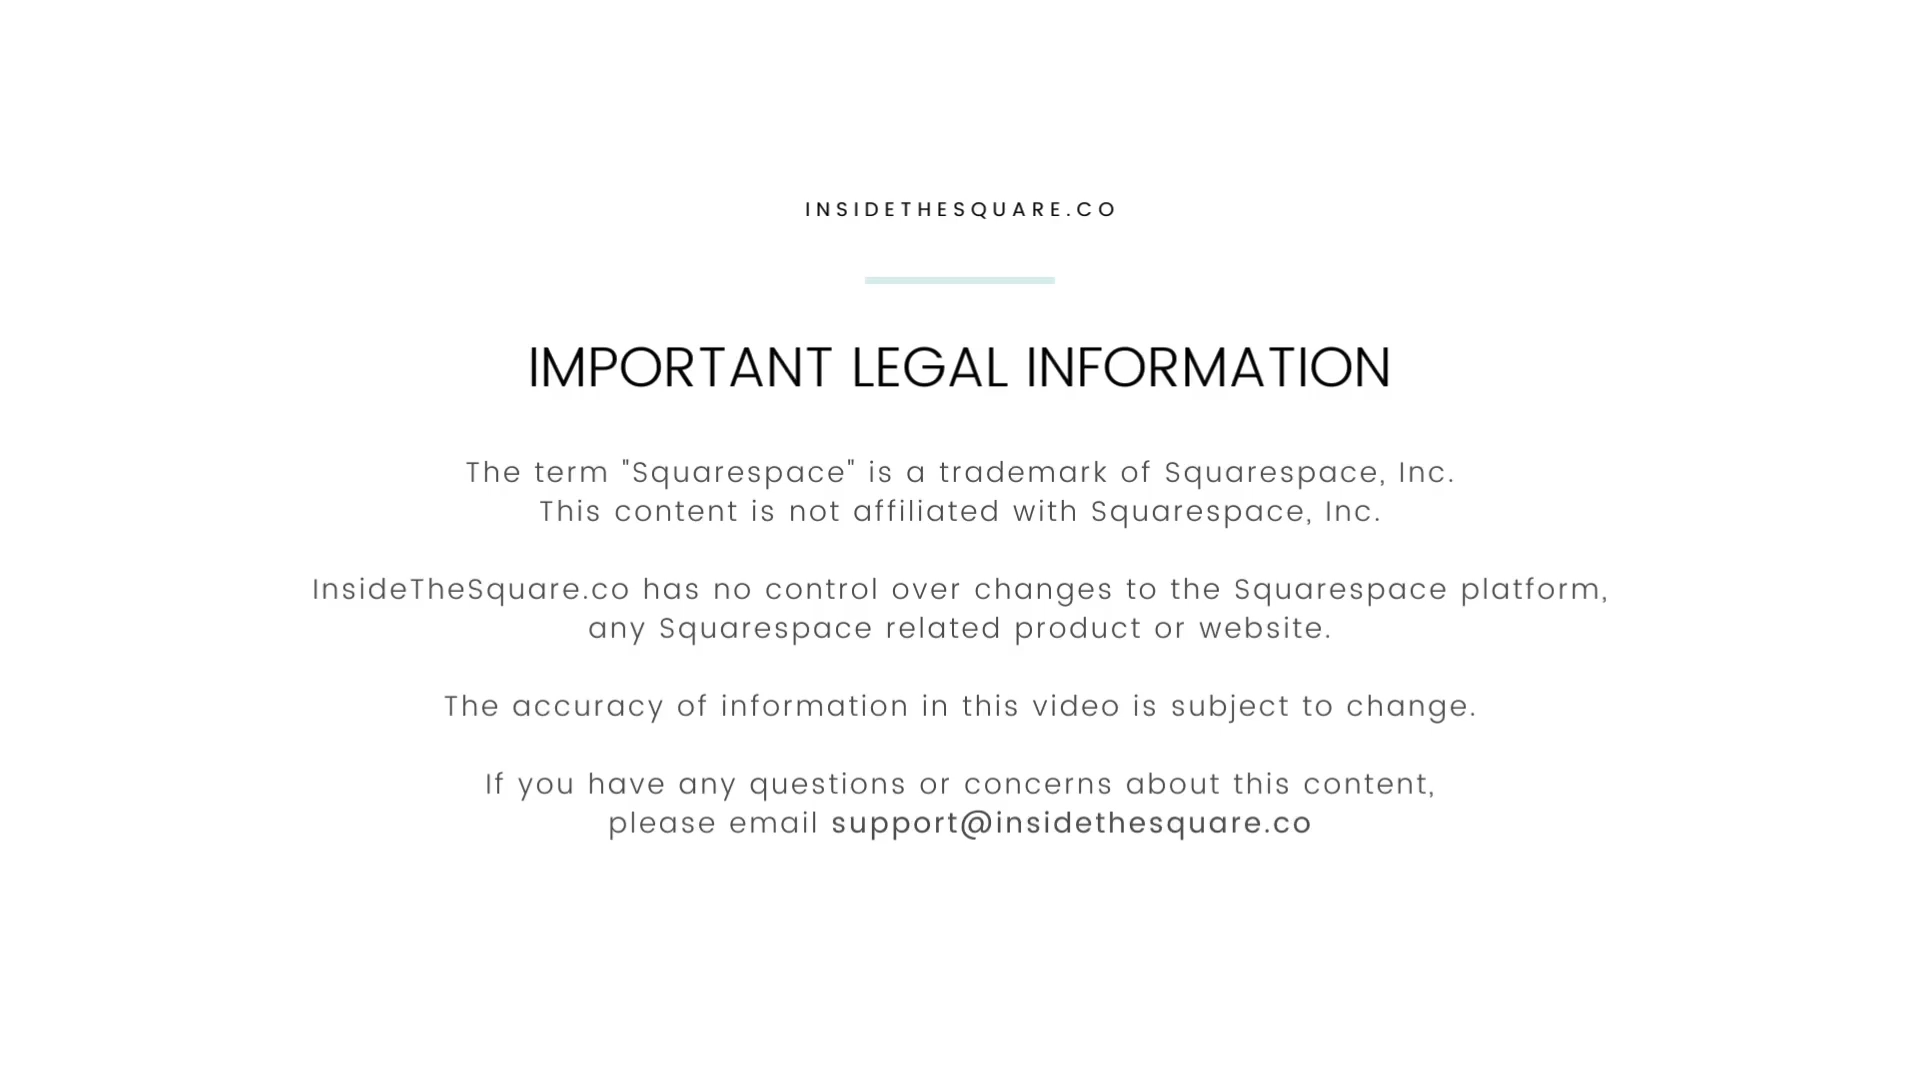 INSIDETHESQUARE.CO
IMPORTANT LEGAL INFORMATION
The term "Squarespace" is a trademark of Squarespace, Inc.
This content is not affiliated with Squarespace, Inc.
InsideTheSquare.co has no control over changes to the Squarespace platform,
any Squarespace related product or website.
The accuracy of information in this video is subject to change.
If you have any questions or concerns about this content,
please email support@insidethesquare.co